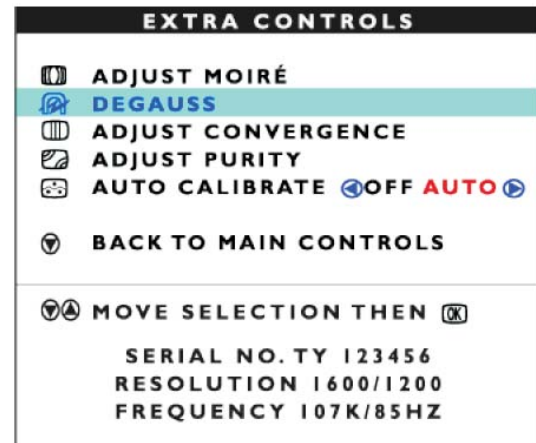 EXTRA CONTROLS
ADJUST MOIRÉ
DEGAUSS
ADJUST CONVERGENCE
ADJUST PURITY
AUTO CALIBRATE OFF AUTO
BACK TO MAIN CONTROLS
MOVE SELECTION THEN OK
SERIAL NO. TY 123456
RESOLUTION 1600/1200
FREQUENCY 107K/85HZ